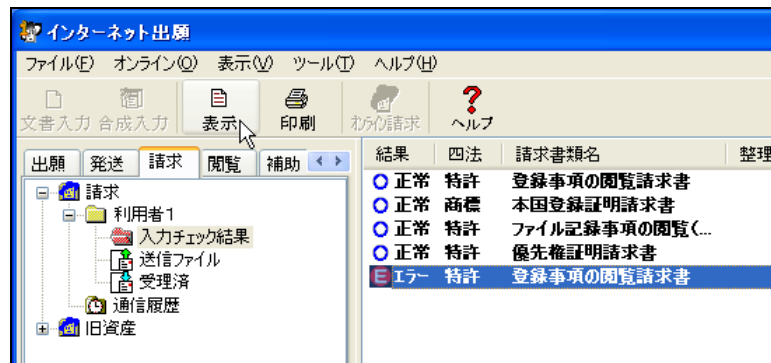 インターネット出願
ファイル(F) オンライン(O) 表示(V) ツール(T) ヘルプ(H)
文書入力 合成入力 表示 印刷 オンライン請求 ヘルプ
出願 発送 請求 閲覧 補助
請求
利用者1
入力チェック結果
送信ファイル
受理済
通信履歴
旧資産
結果 四法 請求書類名 整理
正常 特許 登録事項の閲覧請求書
正常 商標 本国登録証明請求書
正常 特許 ファイル記録事項の閲覧(...
正常 特許 優先権証明請求書
E エラー 特許 登録事項の閲覧請求書